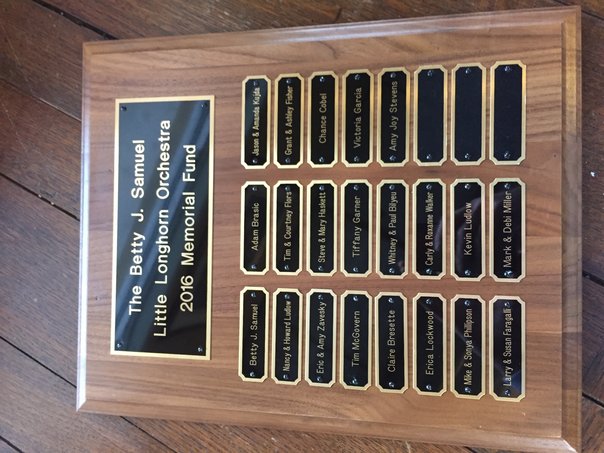 The Betty J. Samuel
Little Longhorn Orchestra
2016 Memorial Fund
Betty J. Samuel
Nancy & Howard Ludlow
Eric & Amy Zavesky
Tim McGovern
Claire Bresette
Erica Lockwood
Mike & Sonya Phillipson
Larry & Susan Faragalli
Adam Brasic
Tim & Courtney Flors
Steve & Mary Haskett
Tiffany Garner
Whitney & Paul Bilyeu
Carly & Roxanne Walker
Kevin Ludlow
Mark & Debi Miller
Jason & Amanda Kujda
Grant & Ashley Fisher
Chance Cobel
Victoria Garcia
Amy Joy Stevens